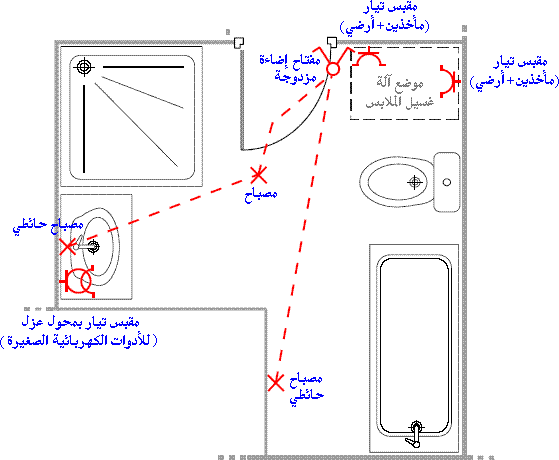 مقبس تيار
(مأخذين+أرضي)
مفتاح إضاءة
مزدوجة
مقبس تيار
(مأخذين+أرضي)
موضع آلة
غسيل الملابس
مصباح
مصباح حائطي
مقبس تيار بمحول عزل
(للأدوات الكهربائية الصغيرة)
مصباح
حائطي